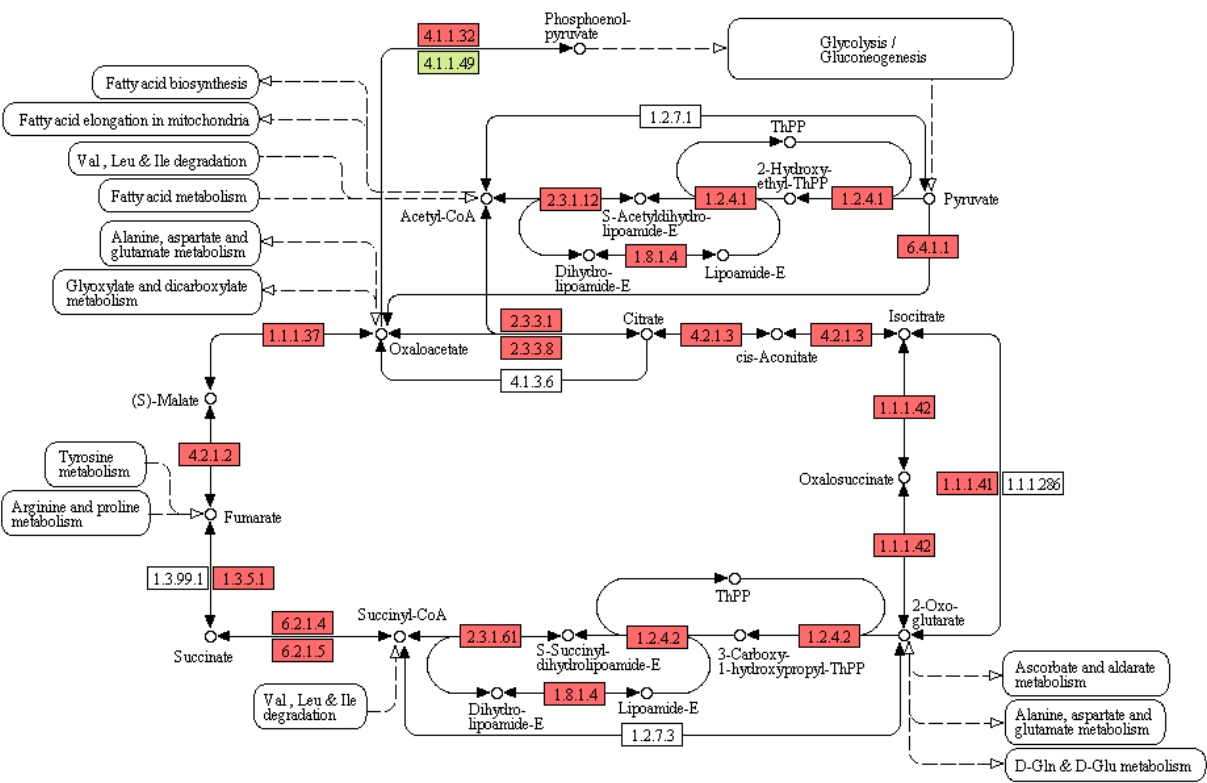 Phosphoenol-
pyruvate
4.1.1.32
4.1.1.49
Glycolysis /
Gluconeogenesis
Fatty acid biosynthesis
Fatty acid elongation in mitochondria
Val , Leu & Ile degradation
Fatty acid metabolism
1.2.7.1
ThPP
2-Hydroxy-
ethyl-ThPP
2.3.1.12
1.2.4.1
1.2.4.1
Acetyl-CoA
S-Acetyldihydro-
lipoamide-E
Pyruvate
Alanine, aspartate and
glutamate metabolism
Glyoxylate and dicarboxylate
metabolism
1.8.1.4
Dihydro-
lipoamide-E
Lipoamide-E
6.4.1.1
1.1.1.37
Oxaloacetate
2.3.3.1
2.3.3.8
4.1.3.6
Citrate
4.2.1.3
cis-Aconitate
4.2.1.3
Isocitrate
(S)-Malate
1.1.1.42
4.2.1.2
Tyrosine
metabolism
Arginine and proline
metabolism
Fumarate
Oxalosuccinate
1.1.1.41
1.1.1.286
1.1.1.42
1.3.99.1
1.3.5.1
ThPP
2-Oxo-
glutarate
Succinate
6.2.1.4
6.2.1.5
Succinyl-CoA
2.3.1.61
S-Succinyl-
dihydrolipoamide-E
1.2.4.2
3-Carboxy-
1-hydroxypropyl-ThPP
1.2.4.2
Val , Leu & Ile
degradation
1.8.1.4
Dihydro-
lipoamide-E
Lipoamide-E
1.2.7.3
Ascorbate and aldarate
metabolism
Alanine, aspartate and
glutamate metabolism
D-Gln & D-Glu metabolism